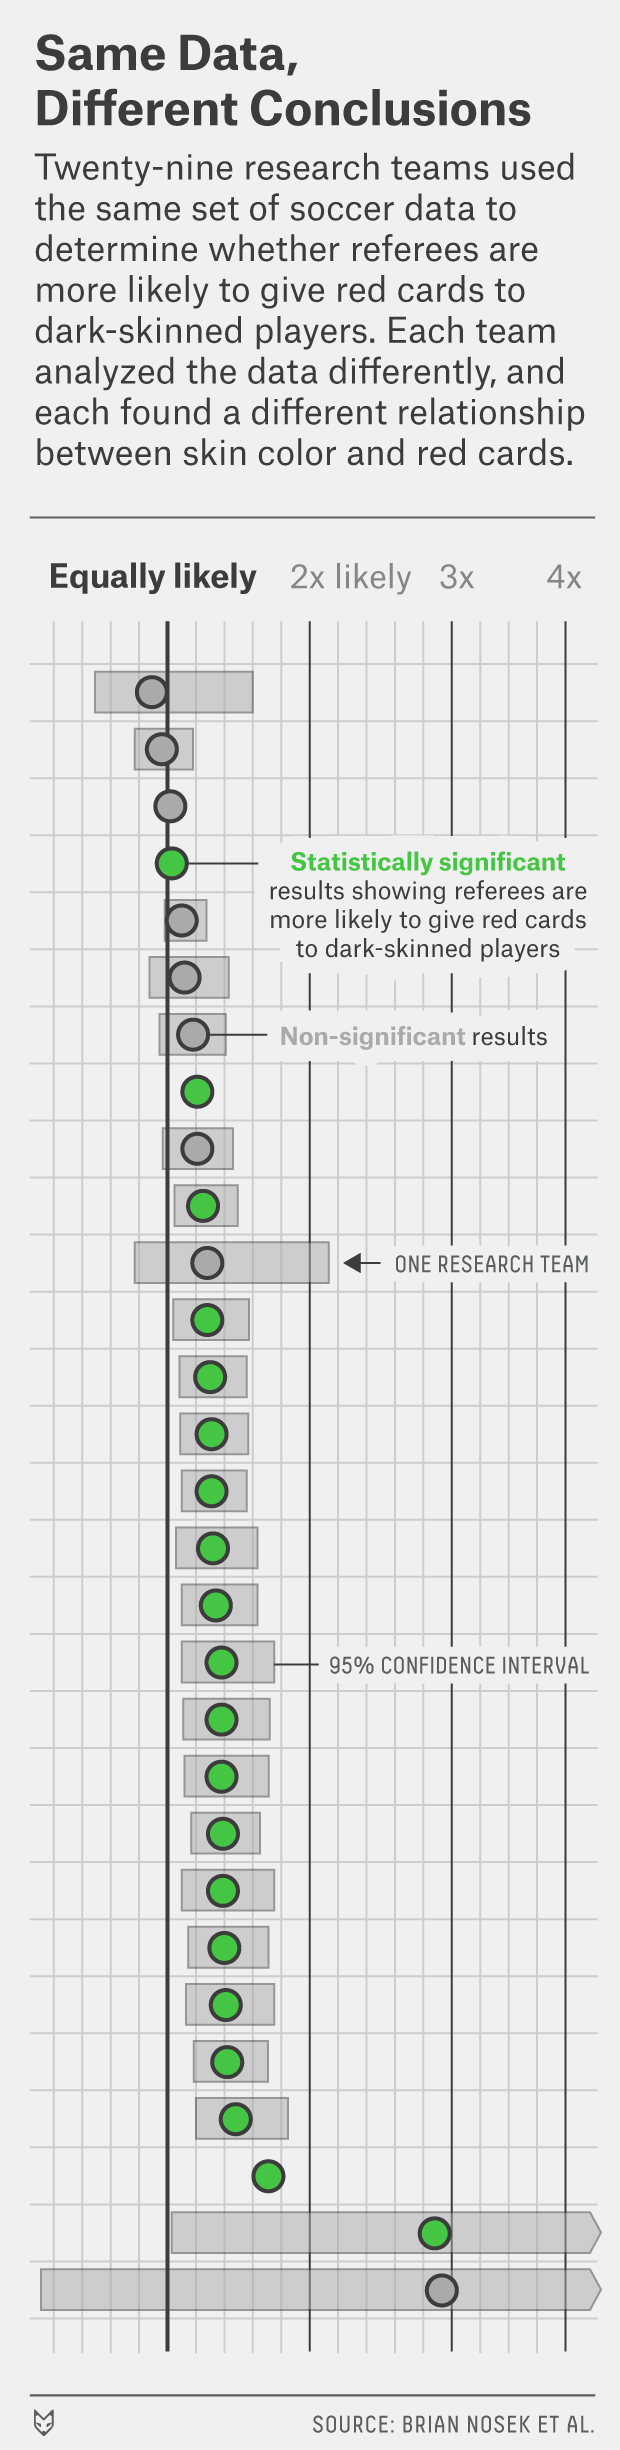 Same Data,
Different Conclusions
Twenty-nine research teams used
the same set of soccer data to
determine whether referees are
more likely to give red cards to
dark-skinned players. Each team
analyzed the data differently, and
each found a different relationship
between skin color and red cards.
Equally likely 2x likely 3x 4x
Statistically significant
results showing referees are
more likely to give red cards
to dark-skinned players
Non-significant results
ONE RESEARCH TEAM
95% CONFIDENCE INTERVAL
SOURCE: BRIAN NOSEK ET AL.